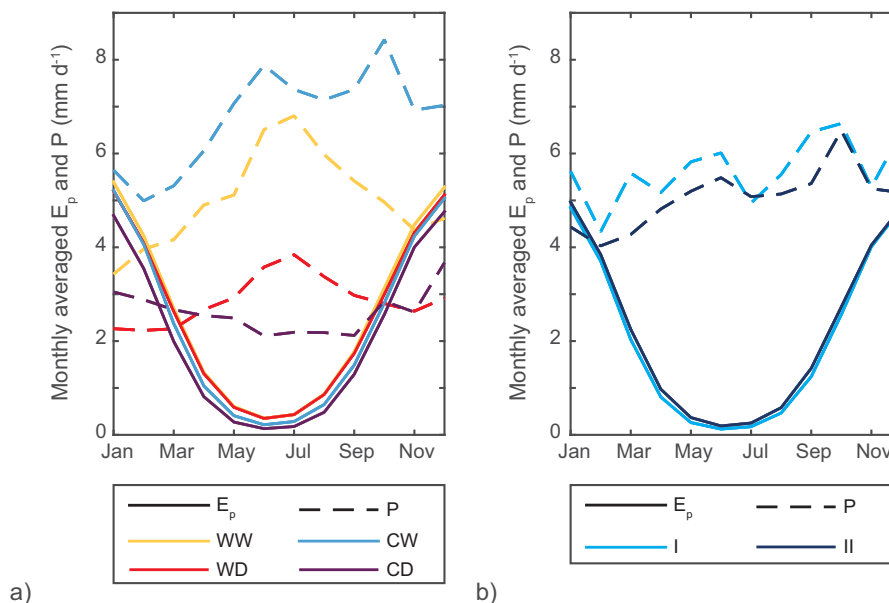 Monthly averaged Eₚ and P (mm d⁻¹)
8
6
4
2
0
Jan Mar May Jul Sep Nov
Eₚ P
WW CW
WD CD
a)
Monthly averaged Eₚ and P (mm d⁻¹)
8
6
4
2
0
Jan Mar May Jul Sep Nov
Eₚ P
I II
b)